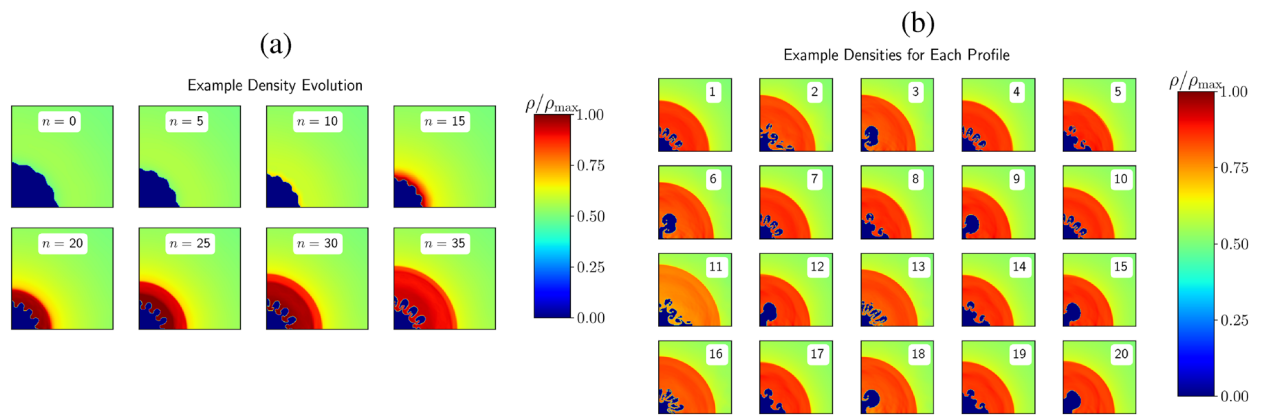 (a)
Example Density Evolution
n = 0
n = 5
n = 10
n = 15
n = 20
n = 25
n = 30
n = 35
ρ/ρmax
1.00
0.75
0.50
0.25
0.00
(b)
Example Densities for Each Profile
1 2 3 4 5
6 7 8 9 10
11 12 13 14 15
16 17 18 19 20
ρ/ρmax
1.00
0.75
0.50
0.25
0.00